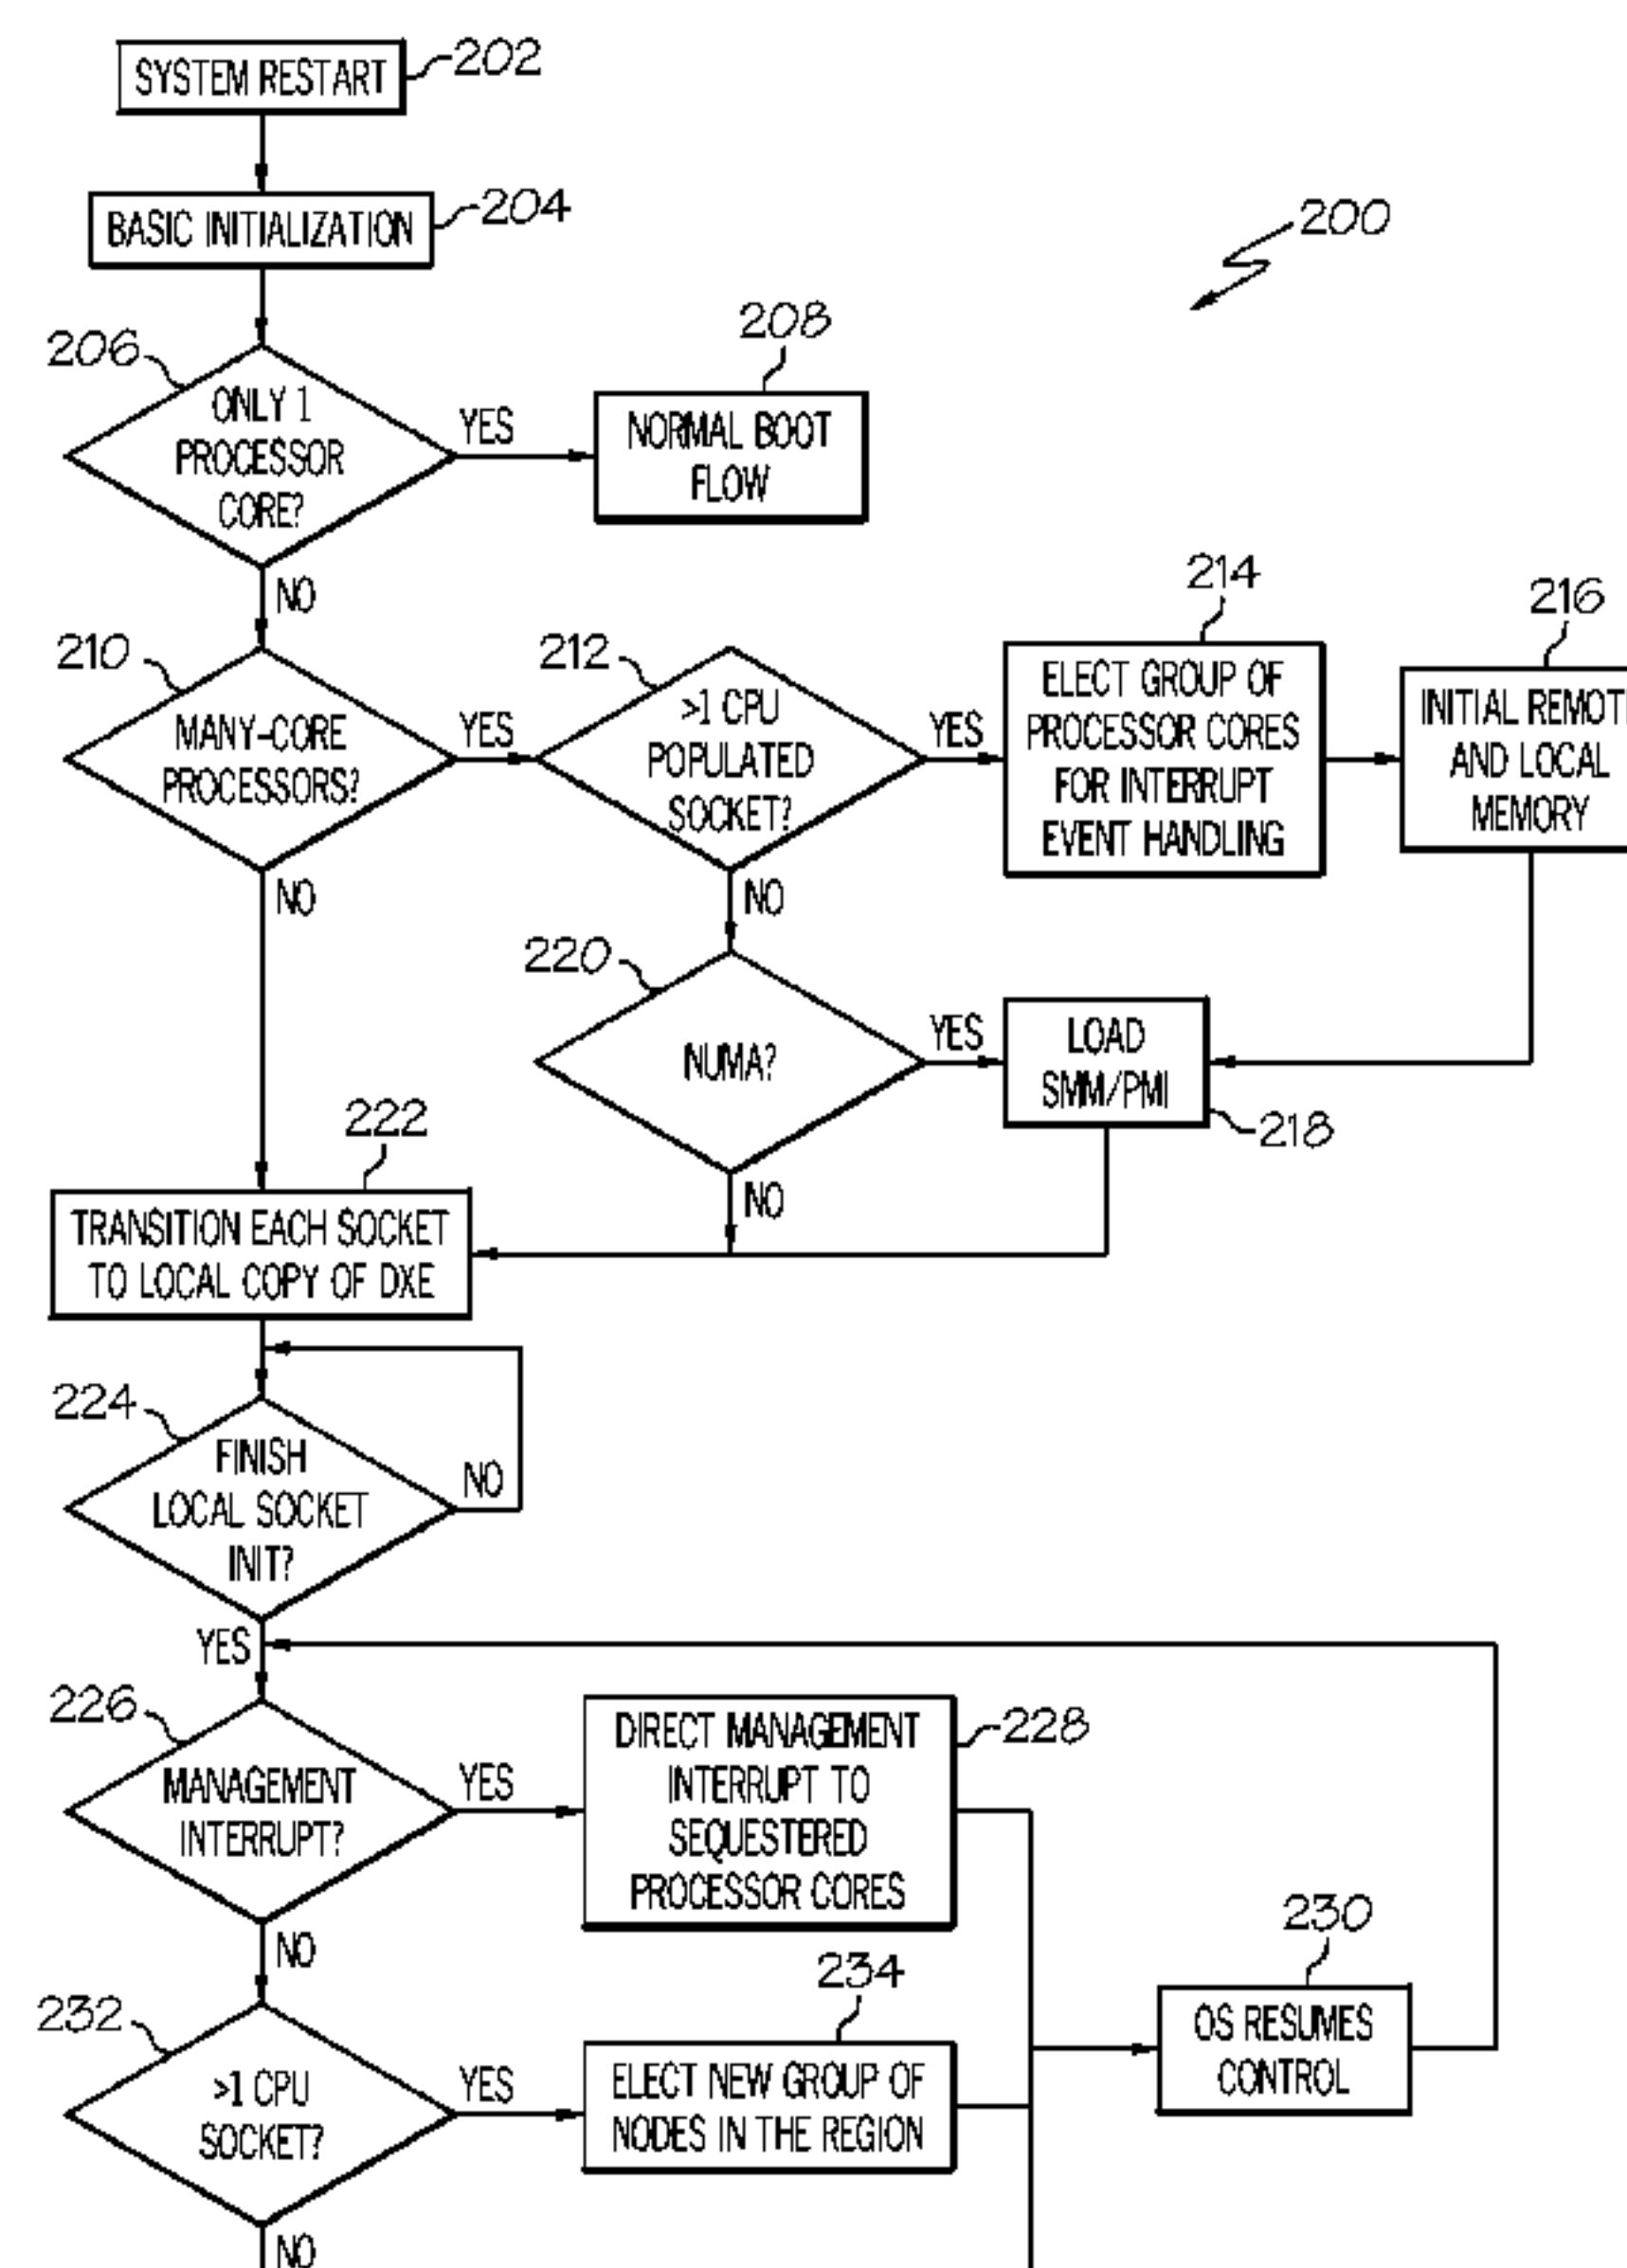 SYSTEM RESTART
202
BASIC INITIALIZATION
204
200
206
ONLY 1
PROCESSOR
CORE?
YES
208
NORMAL BOOT
FLOW
NO
210
MANY-CORE
PROCESSORS?
YES
212
>1 CPU
POPULATED
SOCKET?
YES
214
ELECT GROUP OF
PROCESSOR CORES
FOR INTERRUPT
EVENT HANDLING
216
INITIAL REMOTE
AND LOCAL
MEMORY
NO
NO
220
NUMA?
YES
LOAD
SMM/PMI
218
NO
222
TRANSITION EACH SOCKET
TO LOCAL COPY OF DXE
224
FINISH
LOCAL SOCKET
INIT?
NO
YES
226
MANAGEMENT
INTERRUPT?
YES
DIRECT MANAGEMENT
INTERRUPT TO
SEQUESTERED
PROCESSOR CORES
228
NO
230
OS RESUMES
CONTROL
232
>1 CPU
SOCKET?
YES
234
ELECT NEW GROUP OF
NODES IN THE REGION
NO